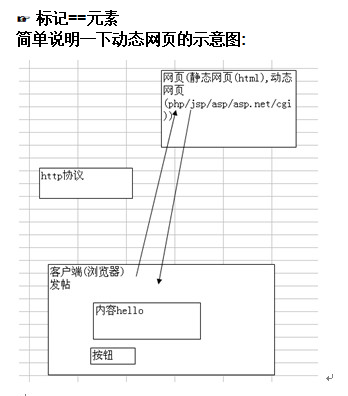 ☞ 标记==元素
简单说明一下动态网页的示意图:
网页(静态网页(html),动态
网页
(php/jsp/asp/asp.net/cgi
))
http协议
客户端(浏览器)
发帖
内容hello
按钮